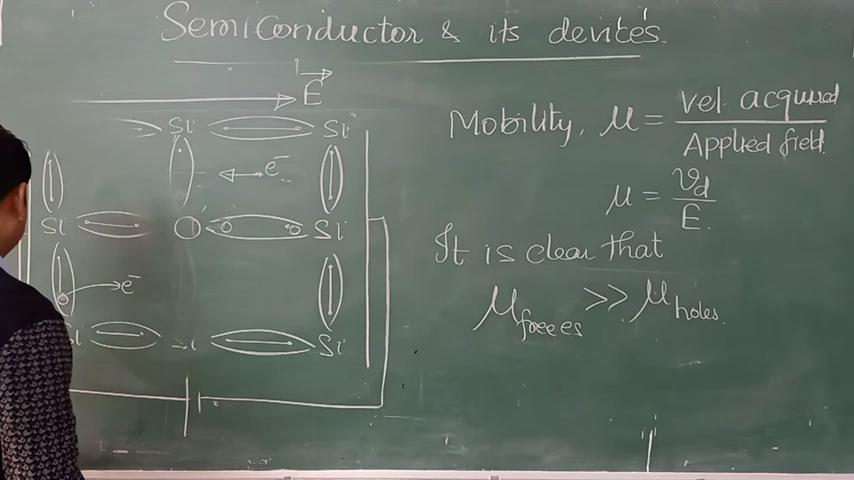 Semiconductor & its devices
E
Si Si
e⁻
Si Si
e⁻
Si
Mobility, μ = vel. acquired / Applied field.
μ = vd / E.
It is clear that
μfree es >> μholes.